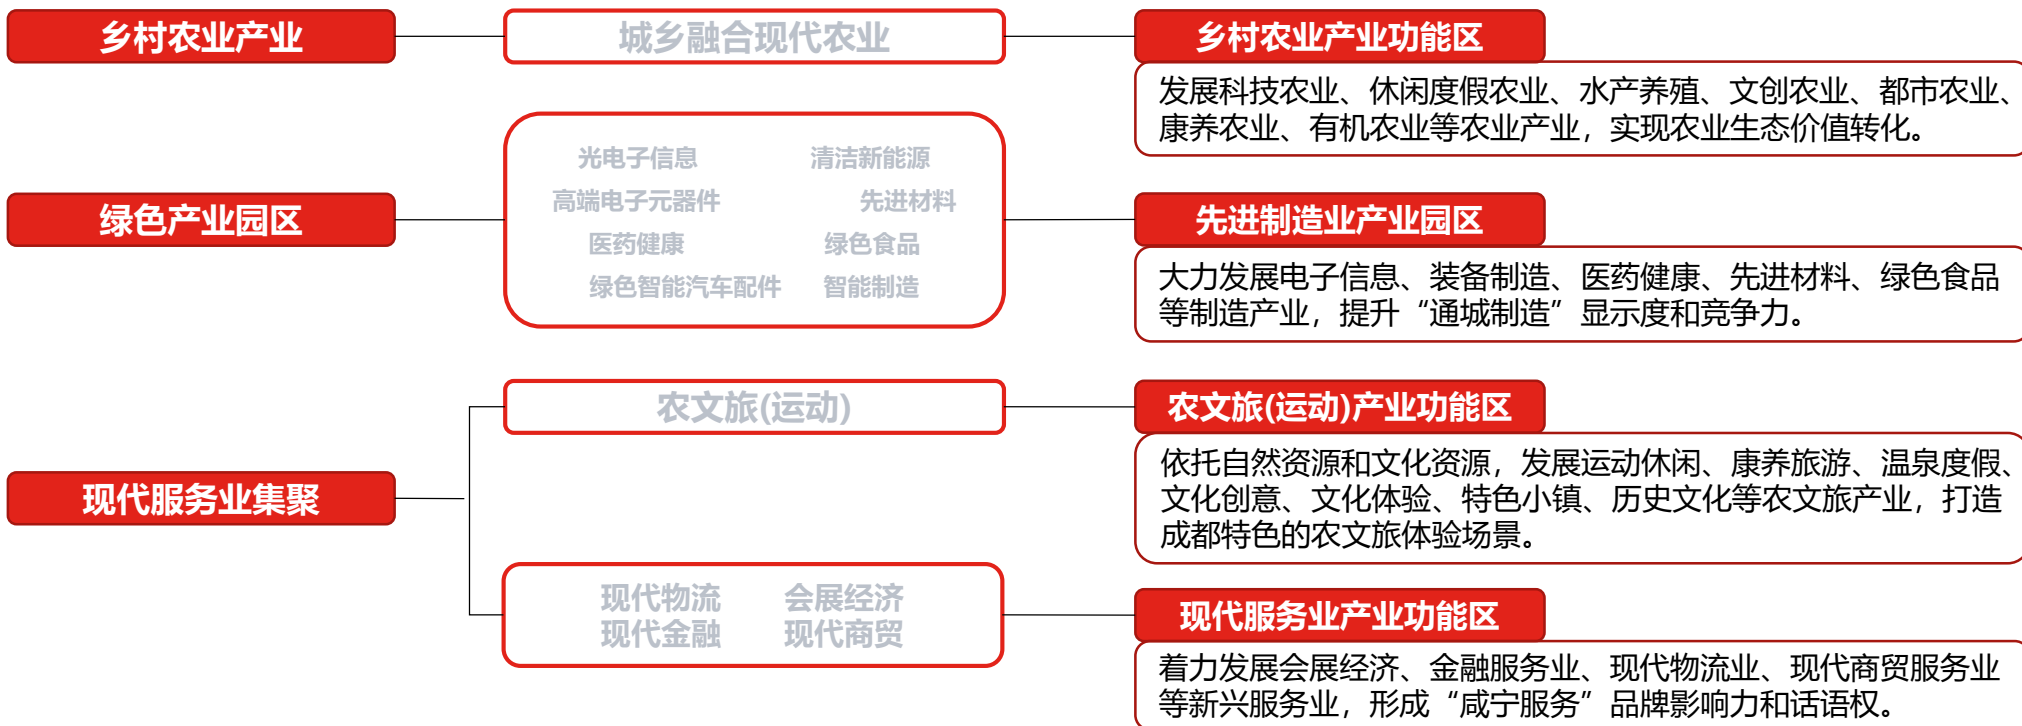 乡村农业产业
城乡融合现代农业
乡村农业产业功能区
发展科技农业、休闲度假农业、水产养殖、文创农业、都市农业、
康养农业、有机农业等农业产业，实现农业生态价值转化。
绿色产业园区
光电子信息 清洁新能源
高端电子元器件 先进材料
医药健康 绿色食品
绿色智能汽车配件 智能制造
先进制造业产业园区
大力发展电子信息、装备制造、医药健康、先进材料、绿色食品
等制造产业，提升“通城制造”显示度和竞争力。
现代服务业集聚
农文旅(运动)
农文旅(运动)产业功能区
依托自然资源和文化资源，发展运动休闲、康养旅游、温泉度假、
文化创意、文化体验、特色小镇、历史文化等农文旅产业，打造
成都特色的农文旅体验场景。
现代物流 会展经济
现代金融 现代商贸
现代服务业产业功能区
着力发展会展经济、金融服务业、现代物流业、现代商贸服务业
等新兴服务业，形成“咸宁服务”品牌影响力和话语权。